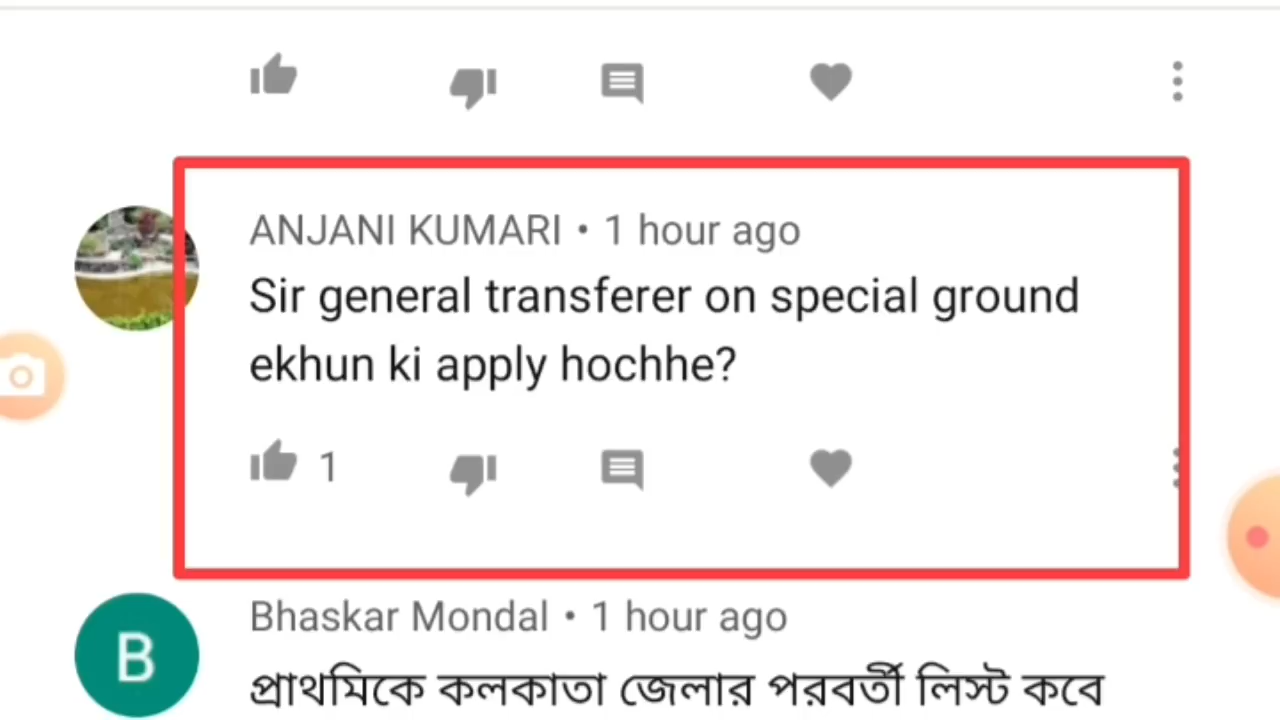 ANJANI KUMARI • 1 hour ago
Sir general transferer on special ground
ekhun ki apply hochhe?
1
B
Bhaskar Mondal • 1 hour ago
প্রাথমিকে কলকাতা জেলার পরবর্তী লিস্ট কবে